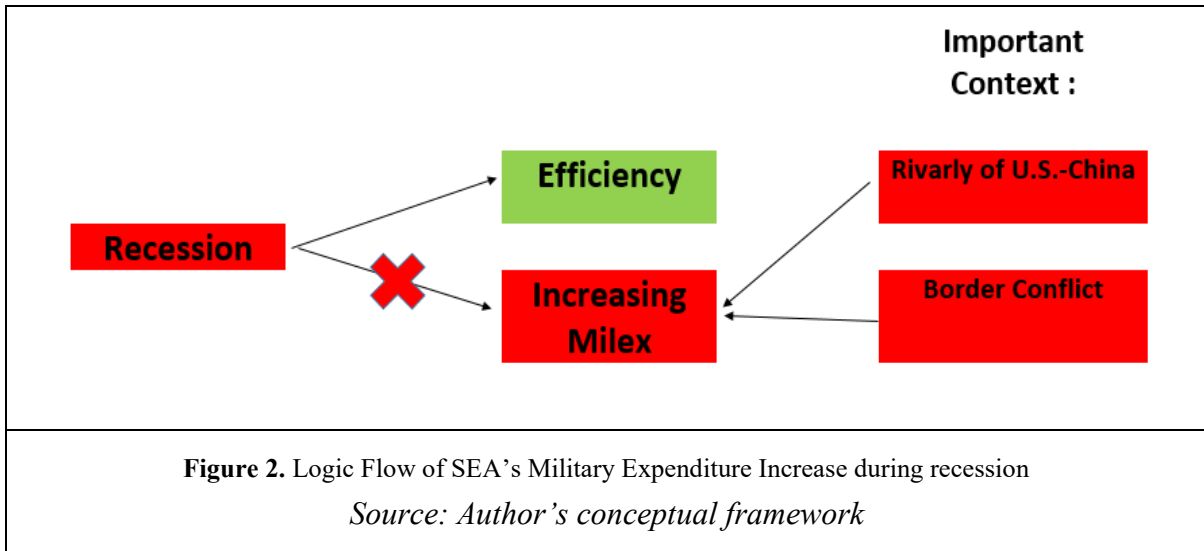 Important
Context :
Efficiency
Rivarly of U.S.-China
Recession
Increasing
Milex
Border Conflict
Figure 2. Logic Flow of SEA’s Military Expenditure Increase during recession
Source: Author’s conceptual framework